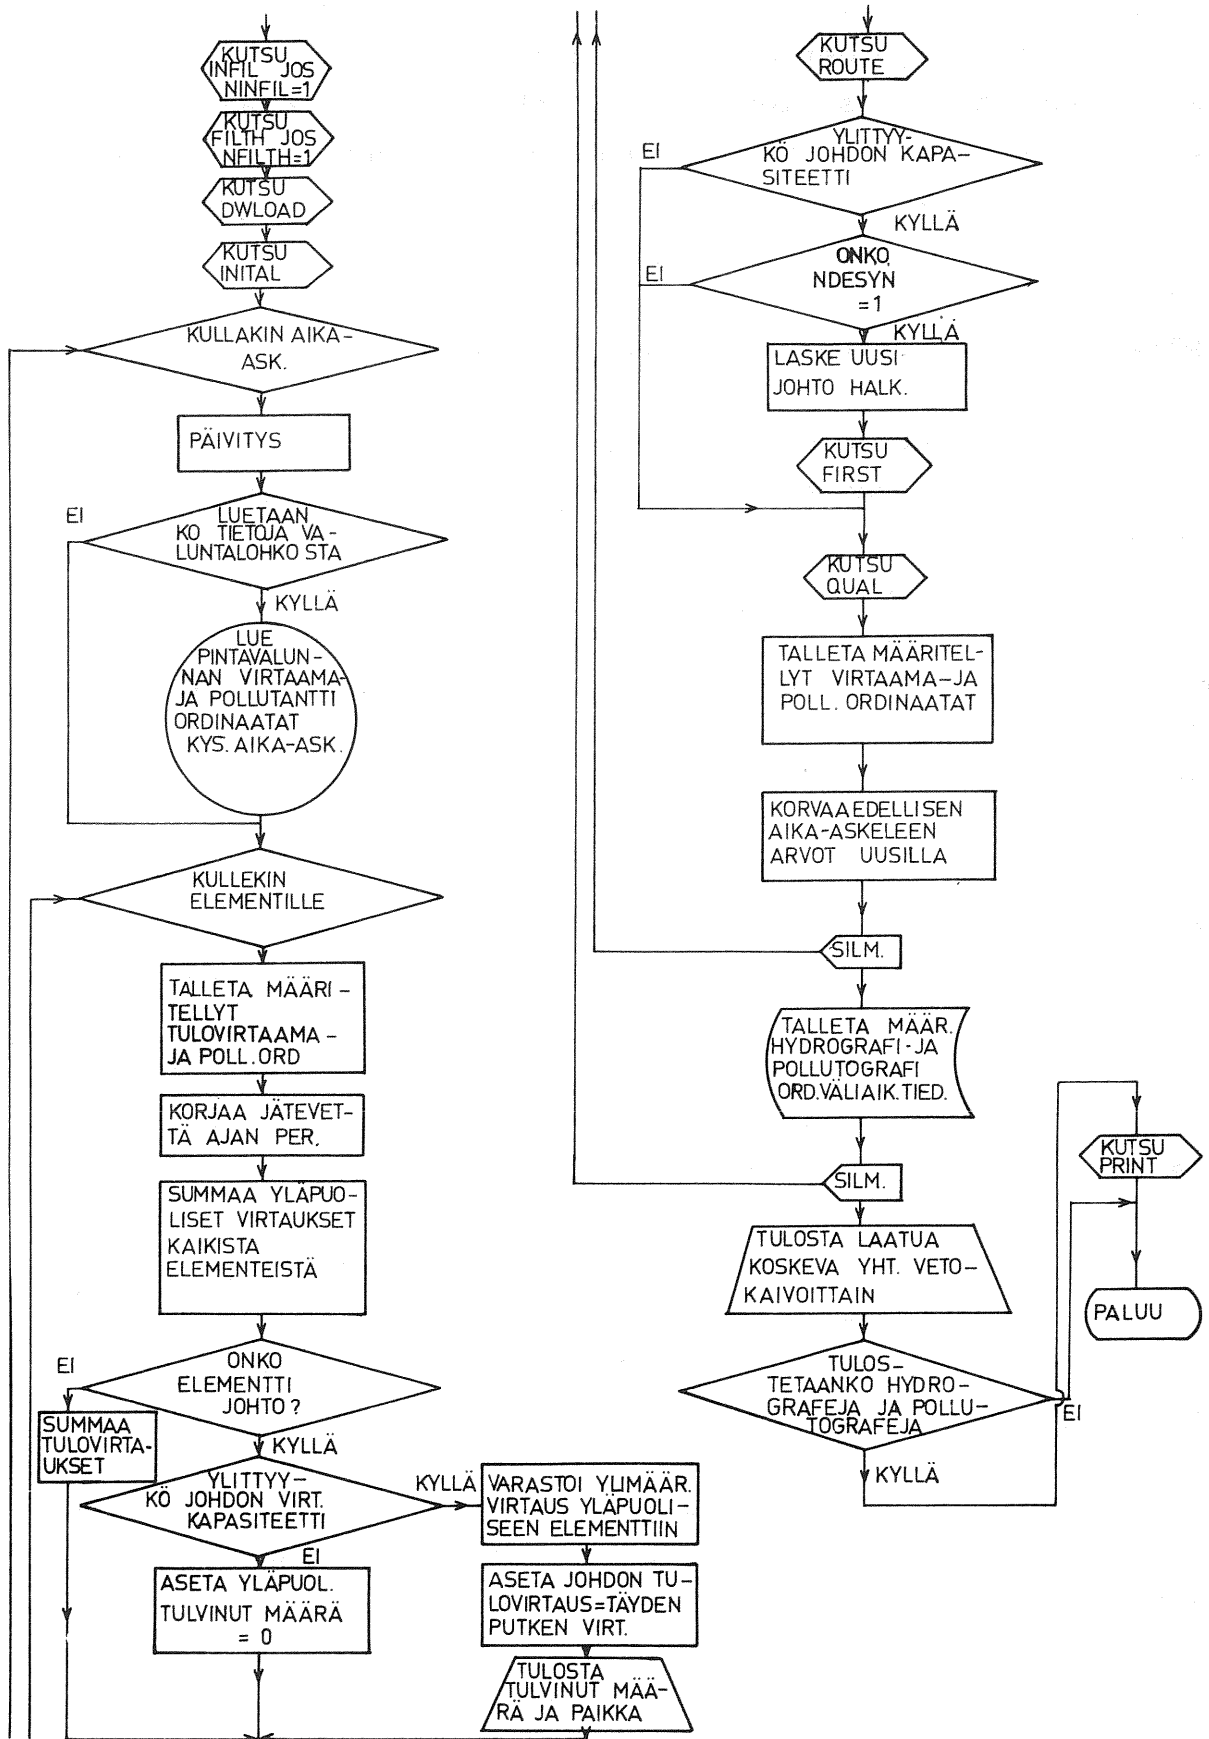 KUTSU
INFIL JOS
NINFIL=1
KUTSU
FILTH JOS
NFILTH=1
KUTSU
DWLOAD
KUTSU
INITAL
KULLAKIN AIKA-
ASK.
PÄIVITYS
EI
LUETAAN
KO TIETOJA VA-
LUNTALOHKO STA
KYLLÄ
LUE
PINTAVALUN-
NAN VIRTAAMA-
JA POLLUTANTTI
ORDINAATAT
KYS. AIKA-ASK.
KULLEKIN
ELEMENTILLE
TALLETA MÄÄRI-
TELLYT
TULOVIRTAAMA-
JA POLL. ORD
KORJAA JÄTEVET-
TÄ AJAN PER.
SUMMAA YLÄPUO-
LISET VIRTAUKSET
KAIKISTA
ELEMENTEISTÄ
EI
ONKO
ELEMENTTI
JOHTO?
SUMMAA
TULOVIRTA-
UKSET
KYLLÄ
YLITTYY-
KÖ JOHDON VIRT.
KAPASITEETTI
KYLLÄ
EI
ASETA YLÄPUOL.
TULVINUT MÄÄRÄ
= 0
VARASTOI YLIMÄÄR.
VIRTAUS YLÄPUOLI-
SEEN ELEMENTTIIN
ASETA JOHDON TU-
LOVIRTAUS=TÄYDEN
PUTKEN VIRT.
TULOSTA
TULVINUT MÄÄ-
RÄ JA PAIKKA
KUTSU
ROUTE
EI
YLITTYY-
KÖ JOHDON KAPA-
SITEETTI
KYLLÄ
EI
ONKO
NDESYN
=1
KYLLÄ
LASKE UUSI
JOHTO HALK.
KUTSU
FIRST
KUTSU
QUAL
TALLETA MÄÄRITEL-
LYT VIRTAAMA-JA
POLL. ORDINAATAT
KORVAAEDELLISEN
AIKA-ASKELEEN
ARVOT UUSILLA
SILM.
TALLETA MÄÄR.
HYDROGRAFI-JA
POLLUTOGRAFI
ORD.VÄLIAIK.TIED.
SILM.
TULOSTA LAATUA
KOSKEVA YHT. VETO-
KAIVOITTAIN
TULOS-
TETAANKO HYDRO-
GRAFEJA JA POLLU-
TOGRAFEJA
EI
KYLLÄ
KUTSU
PRINT
PALUU